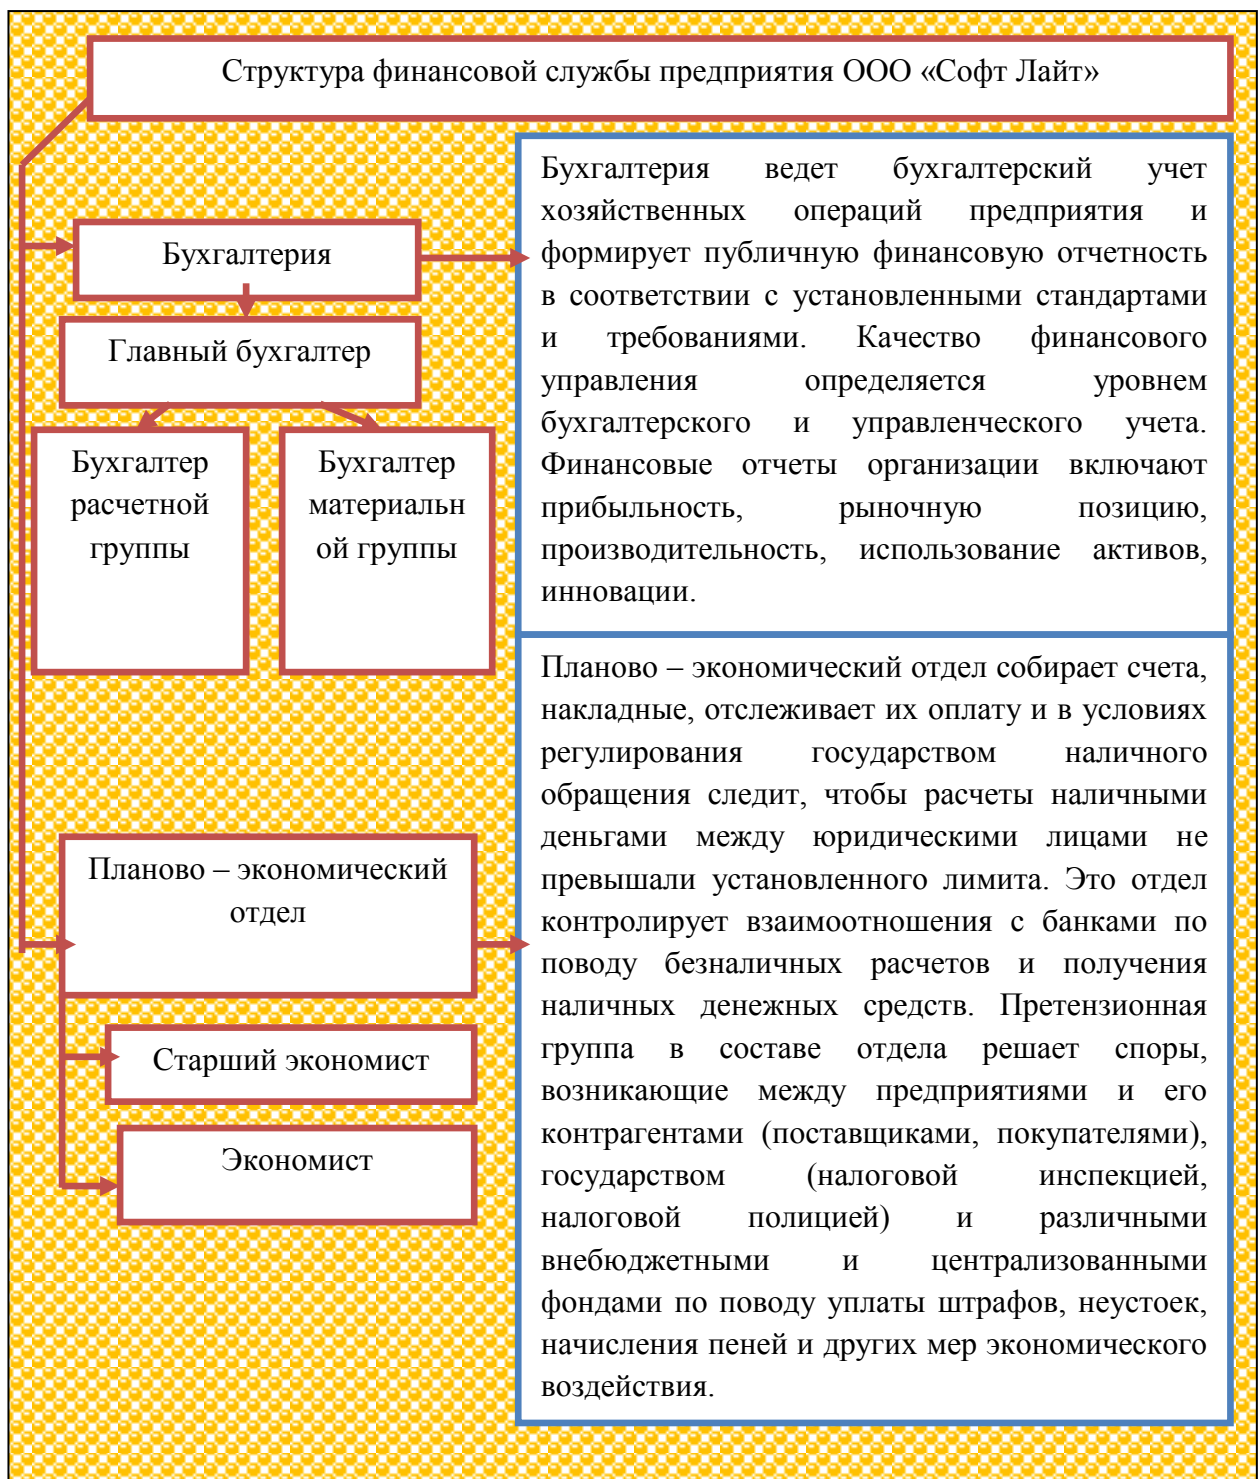 Структура финансовой службы предприятия ООО «Софт Лайт»
Бухгалтерия
Главный бухгалтер
Бухгалтер
расчетной
группы
Бухгалтер
материальн
ой группы
Бухгалтерия ведет бухгалтерский учет
хозяйственных операций предприятия и
формирует публичную финансовую отчетность
в соответствии с установленными стандартами
и требованиями. Качество финансового
управления определяется уровнем
бухгалтерского и управленческого учета.
Финансовые отчеты организации включают
прибыльность, рыночную позицию,
производительность, использование активов,
инновации.
Планово – экономический
отдел
Старший экономист
Экономист
Планово – экономический отдел собирает счета,
накладные, отслеживает их оплату и в условиях
регулирования государством наличного
обращения следит, чтобы расчеты наличными
деньгами между юридическими лицами не
превышали установленного лимита. Это отдел
контролирует взаимоотношения с банками по
поводу безналичных расчетов и получения
наличных денежных средств. Претензионная
группа в составе отдела решает споры,
возникающие между предприятиями и его
контрагентами (поставщиками, покупателями),
государством (налоговой инспекцией,
налоговой полицией) и различными
внебюджетными и централизованными
фондами по поводу уплаты штрафов, неустоек,
начисления пеней и других мер экономического
воздействия.